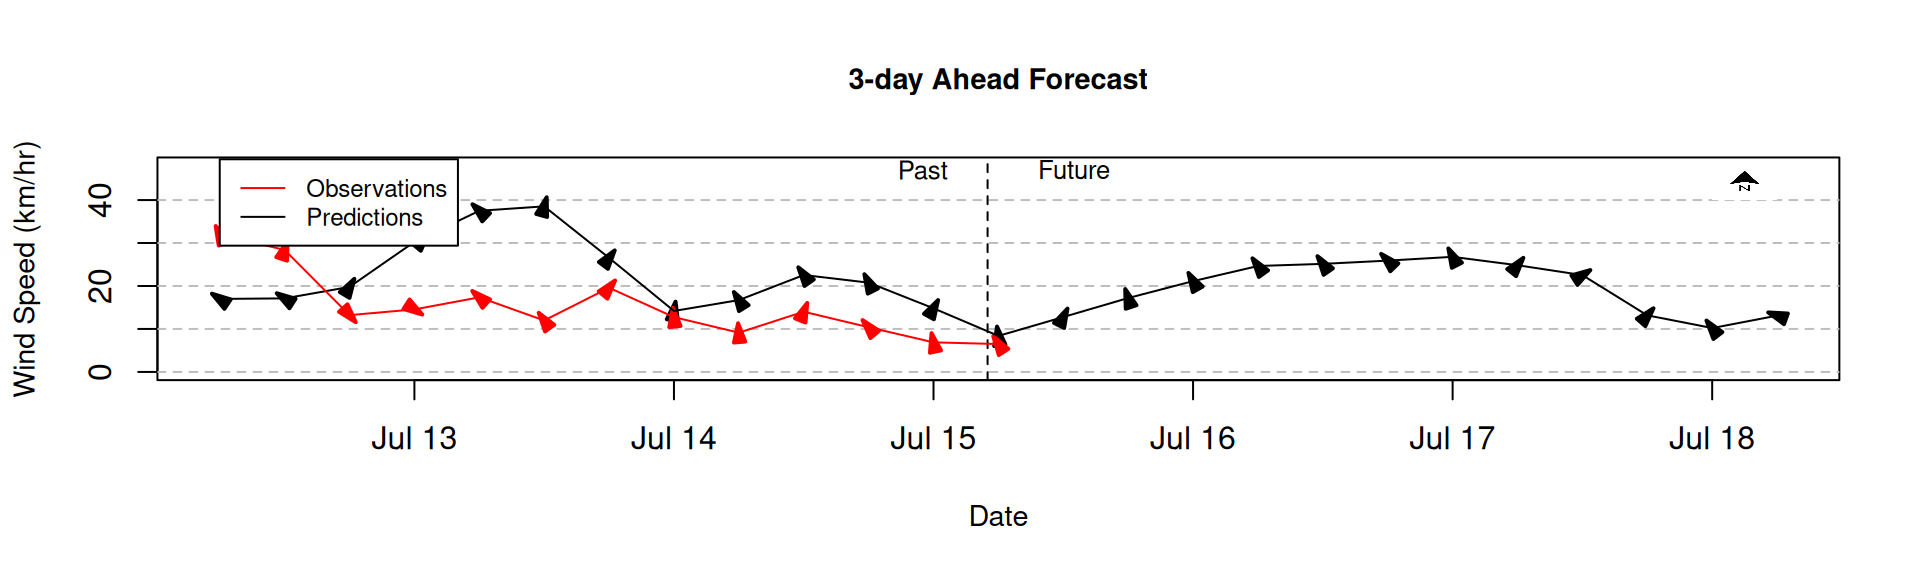 3-day Ahead Forecast
Wind Speed (km/hr)
40
20
0
Observations
Predictions
Past
Future
N
Jul 13
Jul 14
Jul 15
Jul 16
Jul 17
Jul 18
Date